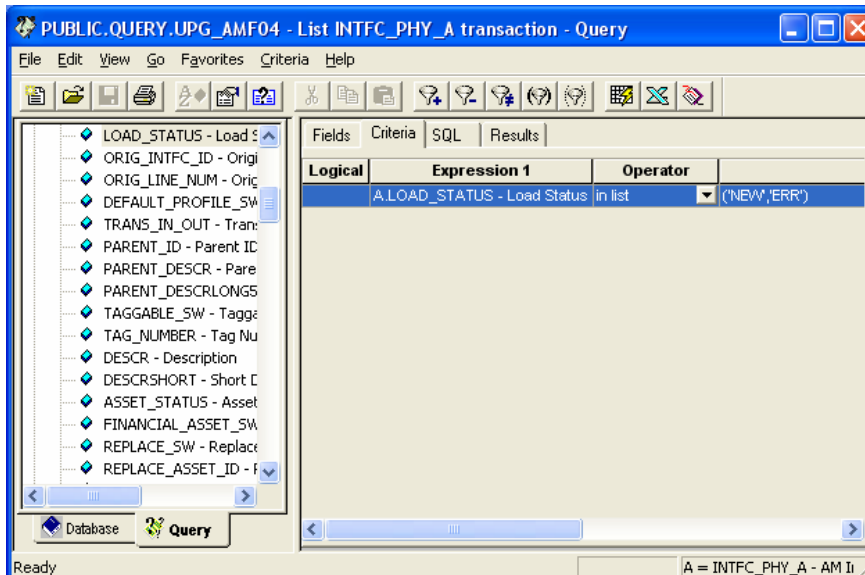 PUBLIC.QUERY.UPG_AMF04 - List INTFC_PHY_A transaction - Query
File Edit View Go Favorites Criteria Help
LOAD_STATUS - Load S
ORIG_INTFC_ID - Origi
ORIG_LINE_NUM - Orig
DEFAULT_PROFILE_SW
TRANS_IN_OUT - Trans
PARENT_ID - Parent ID
PARENT_DESCR - Pare
PARENT_DESCRLONG5
TAGGABLE_SW - Tagga
TAG_NUMBER - Tag Nu
DESCR - Description
DESCRSHORT - Short D
ASSET_STATUS - Asset
FINANCIAL_ASSET_SW
REPLACE_SW - Replace
REPLACE_ASSET_ID - R
Database Query
Fields Criteria SQL Results
Logical Expression 1 Operator
A.LOAD_STATUS - Load Status in list ('NEW','ERR')
Ready
A = INTFC_PHY_A - AM I